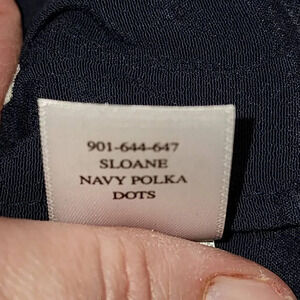 901-644-647
SLOANE
NAVY POLKA
DOTS